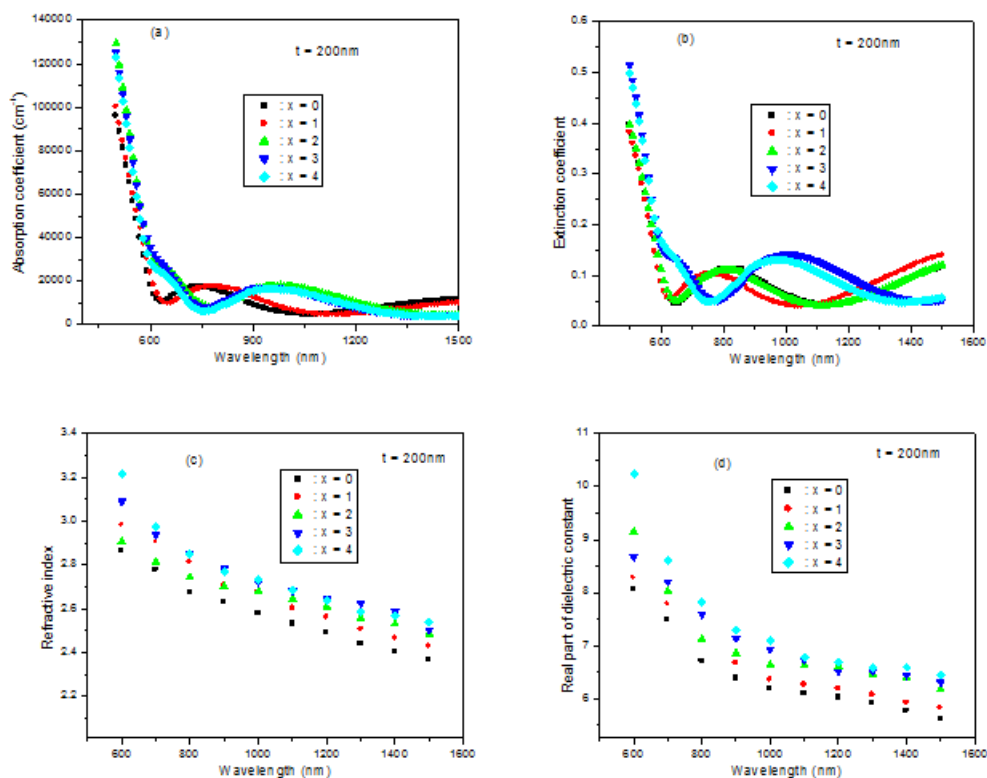 (a)
t = 200nm
Absorption coefficient (cm⁻¹)
140000
120000
100000
80000
60000
40000
20000
0
: x = 0
: x = 1
: x = 2
: x = 3
: x = 4
600 900 1200 1500
Wavelength (nm)
(b)
t = 200nm
Extinction coefficient
0.6
0.5
0.4
0.3
0.2
0.1
0.0
: x = 0
: x = 1
: x = 2
: x = 3
: x = 4
400 600 800 1000 1200 1400 1600
Wavelength (nm)
(c)
t = 200nm
Refractive index
3.4
3.2
3.0
2.8
2.6
2.4
2.2
: x = 0
: x = 1
: x = 2
: x = 3
: x = 4
600 800 1000 1200 1400 1600
Wavelength (nm)
(d)
t = 200nm
Real part of dielectric constant
11
10
9
8
7
6
: x = 0
: x = 1
: x = 2
: x = 3
: x = 4
600 800 1000 1200 1400 1600
Wavelength (nm)